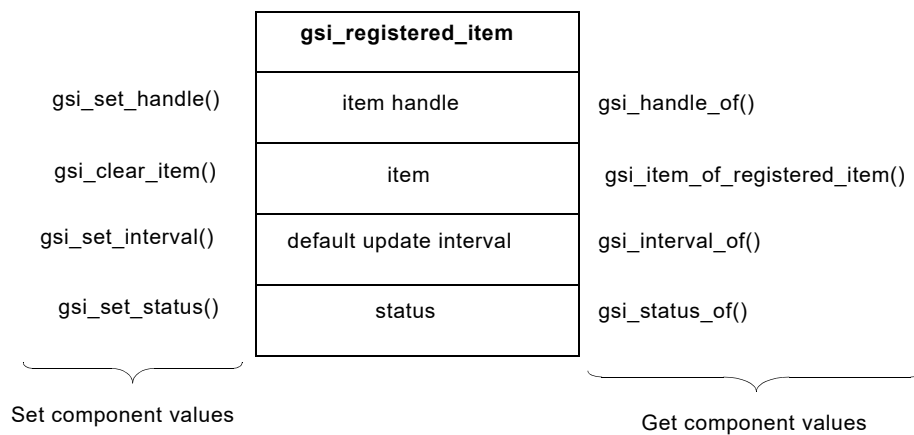 gsi_registered_item
gsi_set_handle() item handle gsi_handle_of()
gsi_clear_item() item gsi_item_of_registered_item()
gsi_set_interval() default update interval gsi_interval_of()
gsi_set_status() status gsi_status_of()
Set component values Get component values